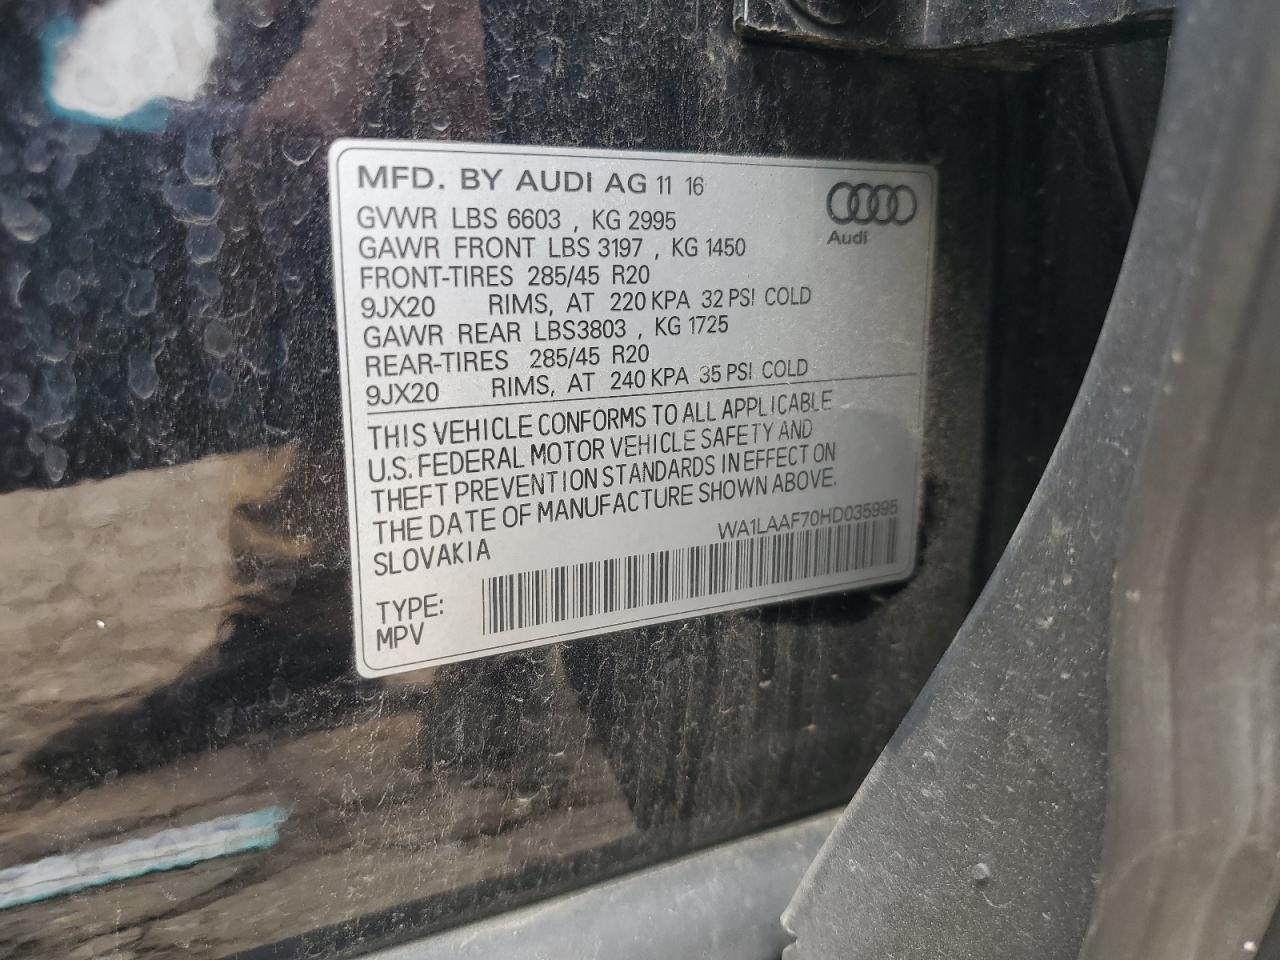 MFD. BY AUDI AG 11 16
GVWR LBS 6603 , KG 2995
GAWR FRONT LBS 3197 , KG 1450
FRONT-TIRES 285/45 R20
9JX20 RIMS, AT 220 KPA 32 PSI COLD
GAWR REAR LBS3803 , KG 1725
REAR-TIRES 285/45 R20
9JX20 RIMS, AT 240 KPA 35 PSI COLD
Audi
THIS VEHICLE CONFORMS TO ALL APPLICABLE
U.S. FEDERAL MOTOR VEHICLE SAFETY AND
THEFT PREVENTION STANDARDS IN EFFECT ON
THE DATE OF MANUFACTURE SHOWN ABOVE.
SLOVAKIA
WA1LAAF70HD035995
TYPE:
MPV